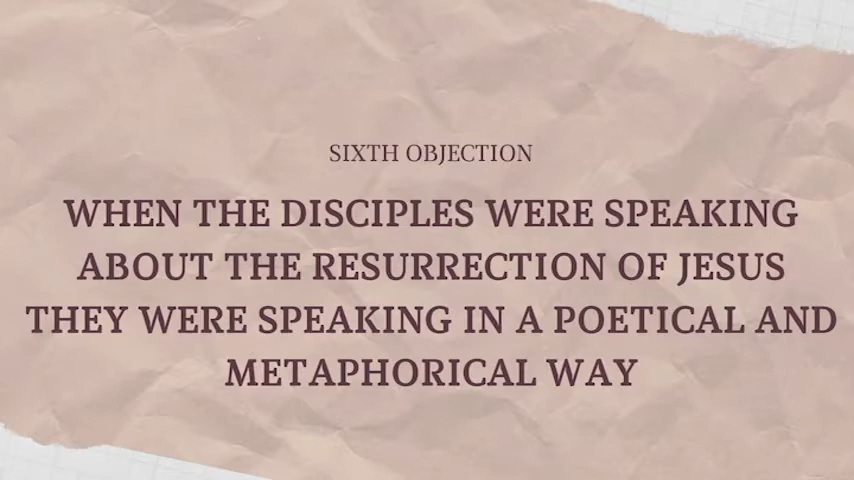 SIXTH OBJECTION
WHEN THE DISCIPLES WERE SPEAKING
ABOUT THE RESURRECTION OF JESUS
THEY WERE SPEAKING IN A POETICAL AND
METAPHORICAL WAY